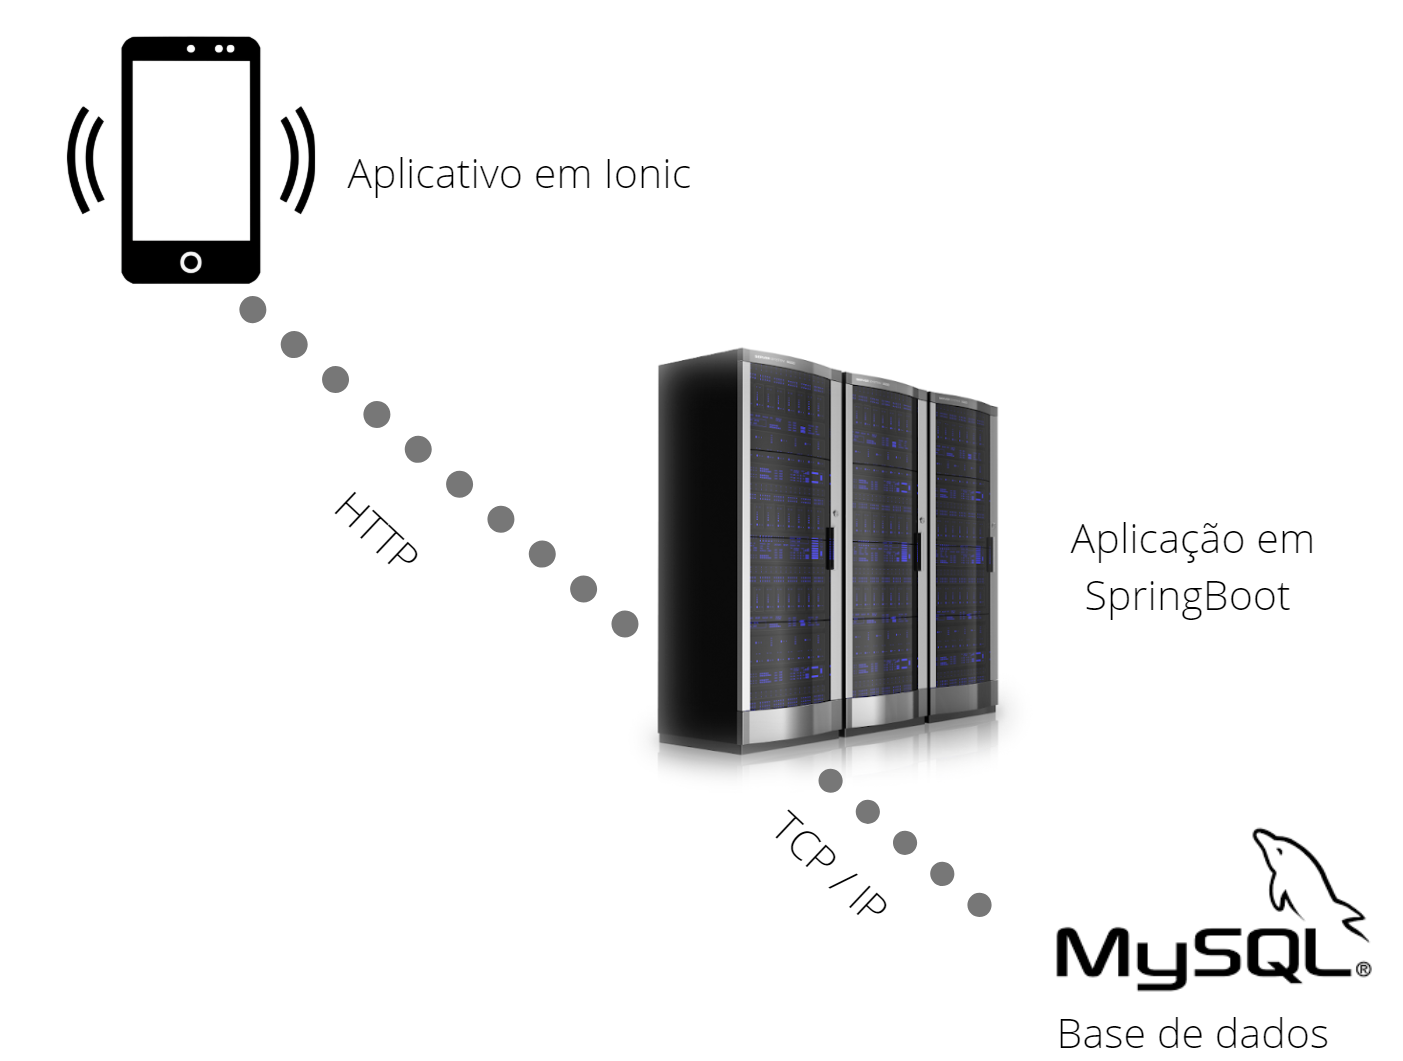 Aplicativo em Ionic
HTTP
Aplicação em
SpringBoot
TCP / IP
MySQL®
Base de dados